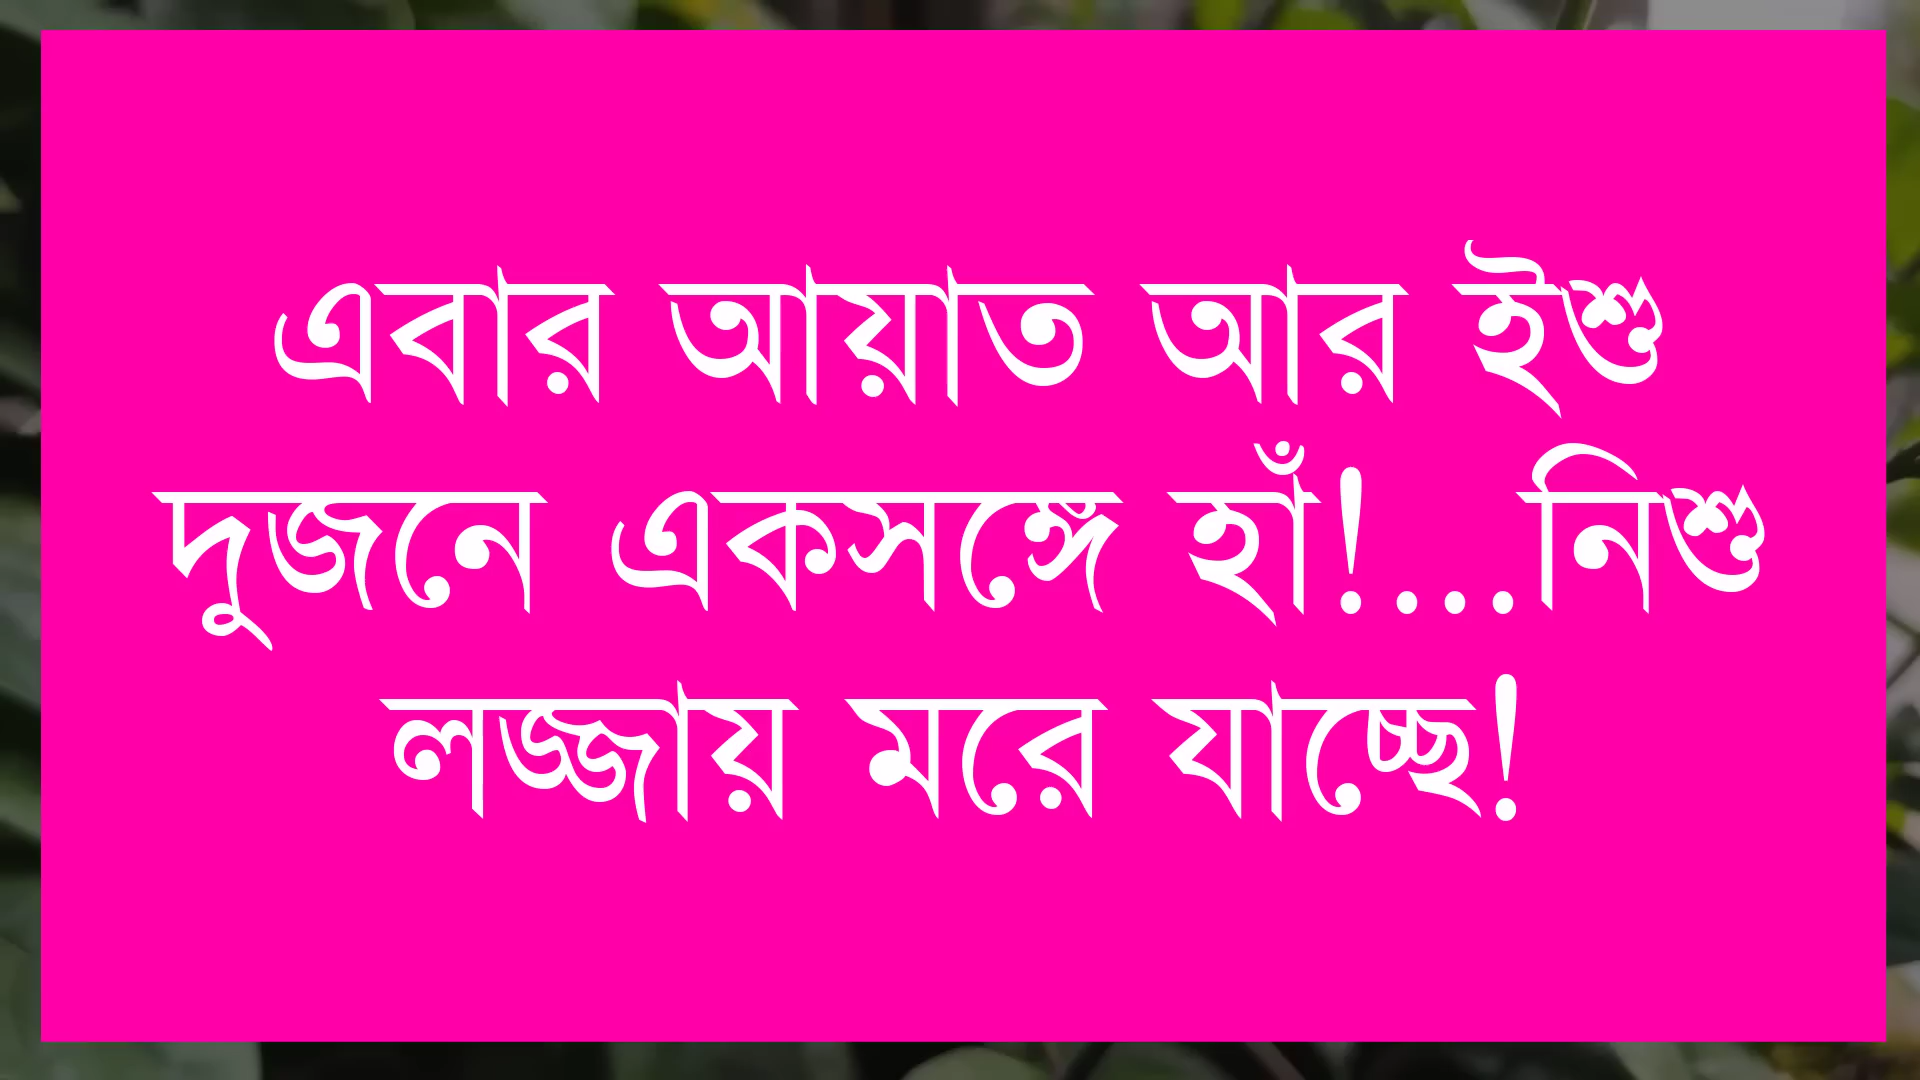 এবার আয়াত আর ইশু
দুজনে একসঙ্গে হাঁ!...নিশু
লজ্জায় মরে যাচ্ছে!